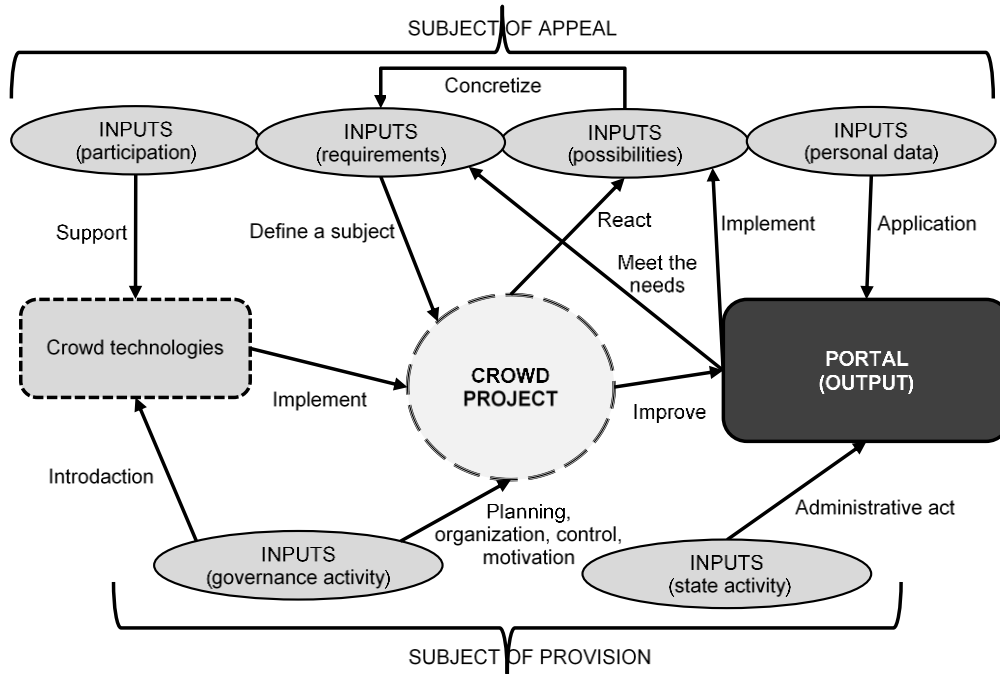 SUBJECT OF APPEAL
Concretize
INPUTS
(participation)
INPUTS
(requirements)
INPUTS
(possibilities)
INPUTS
(personal data)
Support
Define a subject
React
Implement
Application
Meet the
needs
Crowd technologies
Implement
CROWD
PROJECT
Improve
PORTAL
(OUTPUT)
Introdaction
Planning,
organization, control,
motivation
Administrative act
INPUTS
(governance activity)
INPUTS
(state activity)
SUBJECT OF PROVISION